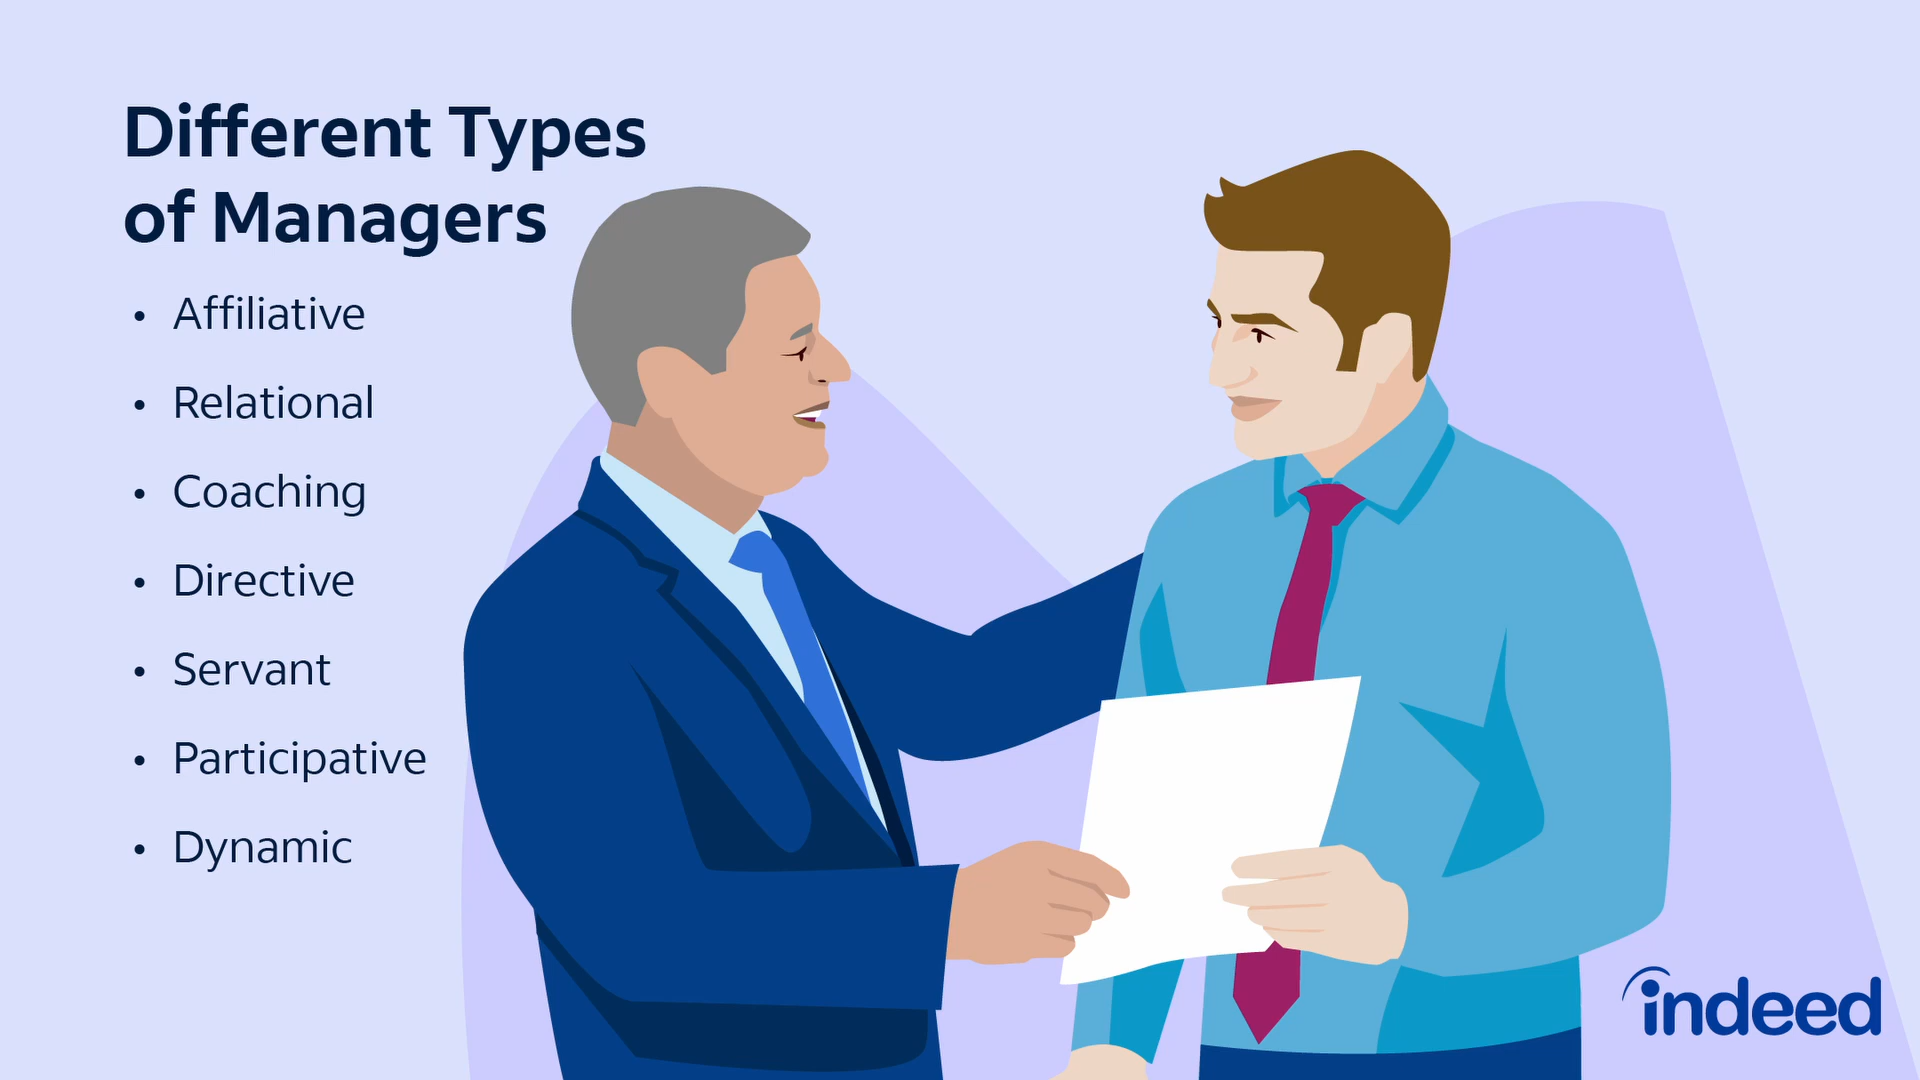 Different Types
of Managers
• Affiliative
• Relational
• Coaching
• Directive
• Servant
• Participative
• Dynamic
indeed